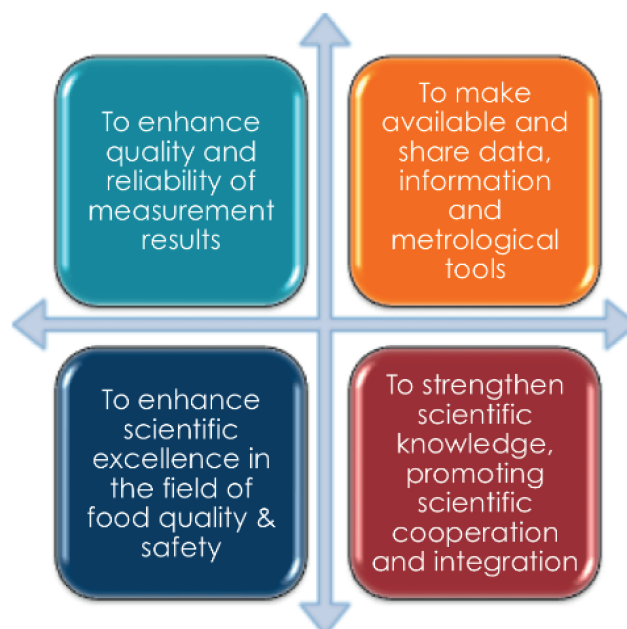 To enhance
quality and
reliability of
measurement
results
To make
available and
share data,
information
and
metrological
tools
To enhance
scientific
excellence in
the field of
food quality &
safety
To strengthen
scientific
knowledge,
promoting
scientific
cooperation
and integration